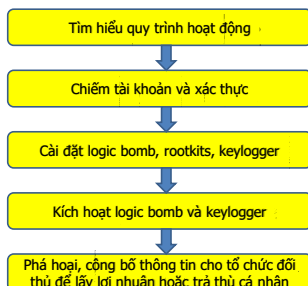 Tìm hiểu quy trình hoạt động
Chiếm tài khoản và xác thực
Cài đặt logic bomb, rootkits, keylogger
Kích hoạt logic bomb và keylogger
Phá hoại, công bố thông tin cho tổ chức đối
thủ để lấy lợi nhuận hoặc trả thù cá nhân